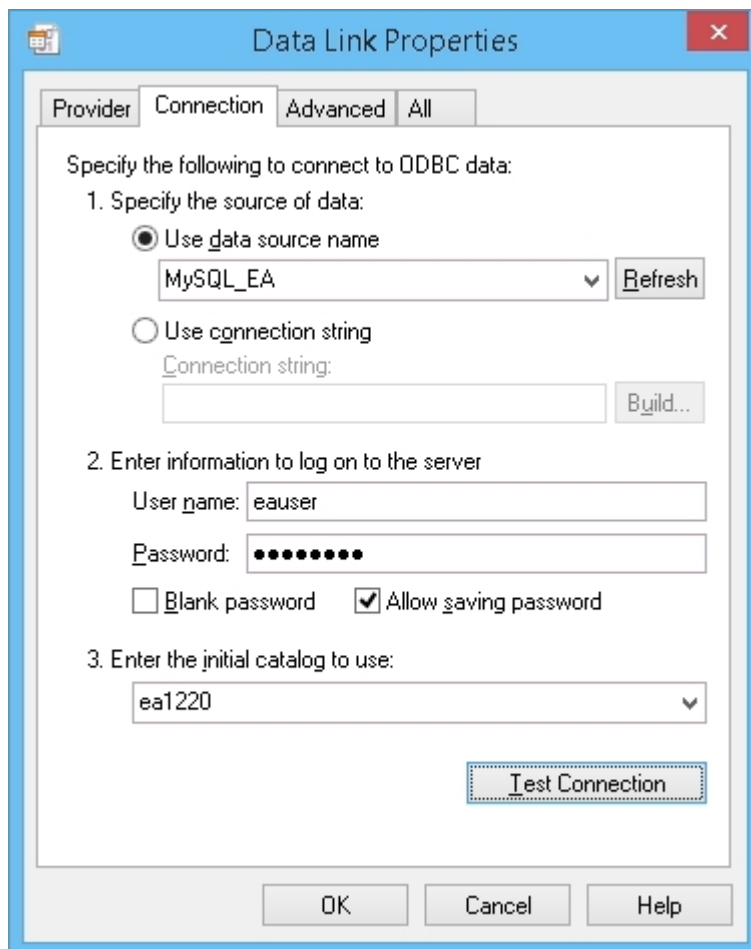 Data Link Properties
Provider Connection Advanced All
Specify the following to connect to ODBC data:
1. Specify the source of data:
Use data source name
MySQL_EA Refresh
Use connection string
Connection string:
Build...
2. Enter information to log on to the server
User name: eauser
Password: ●●●●●●●●
Blank password Allow saving password
3. Enter the initial catalog to use:
ea1220
Test Connection
OK Cancel Help